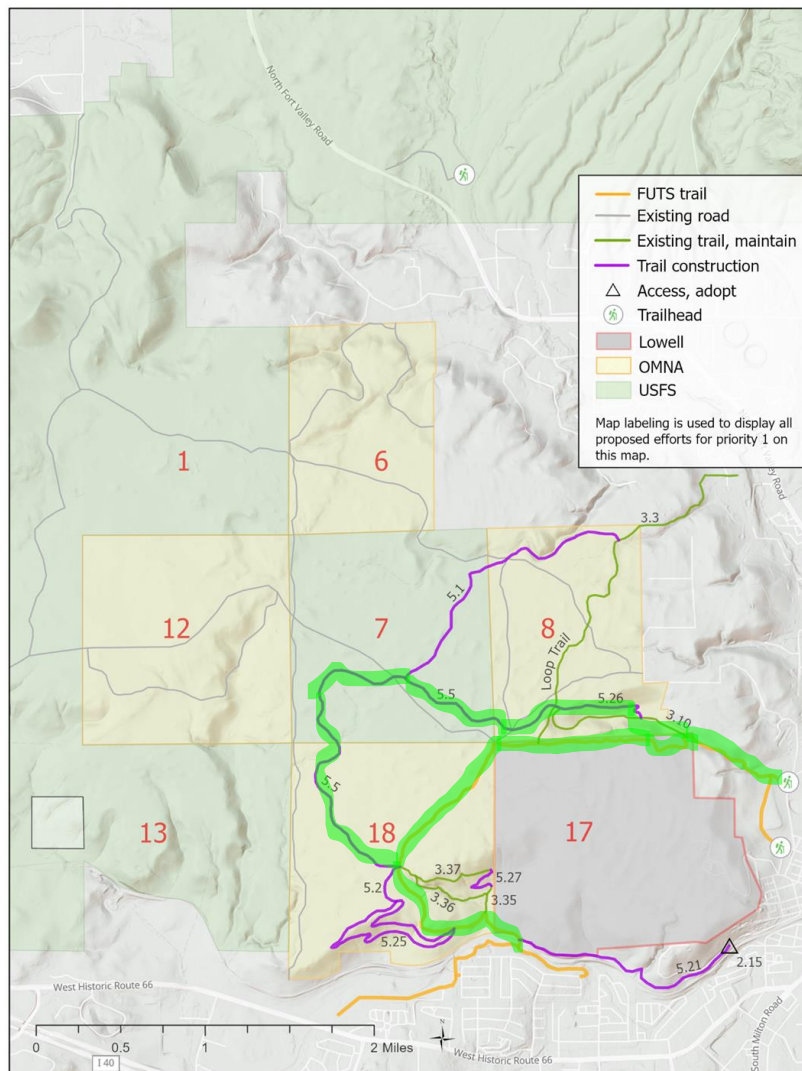 North Fort Valley Road
FUTS trail
Existing road
Existing trail, maintain
Trail construction
Access, adopt
Trailhead
Lowell
OMNA
USFS
Map labeling is used to display all
proposed efforts for priority 1 on
this map.
Valley Road
1
6
3.3
5.1
12
7
8
Loop Trail
5.5
5.26
3.10
5.5
13
18
17
3.37
5.27
5.2
3.36
3.35
5.25
5.21
2.15
West Historic Route 66
South Milton Road
N
0
0.5
1
2 Miles
I 40
West Historic Route 66